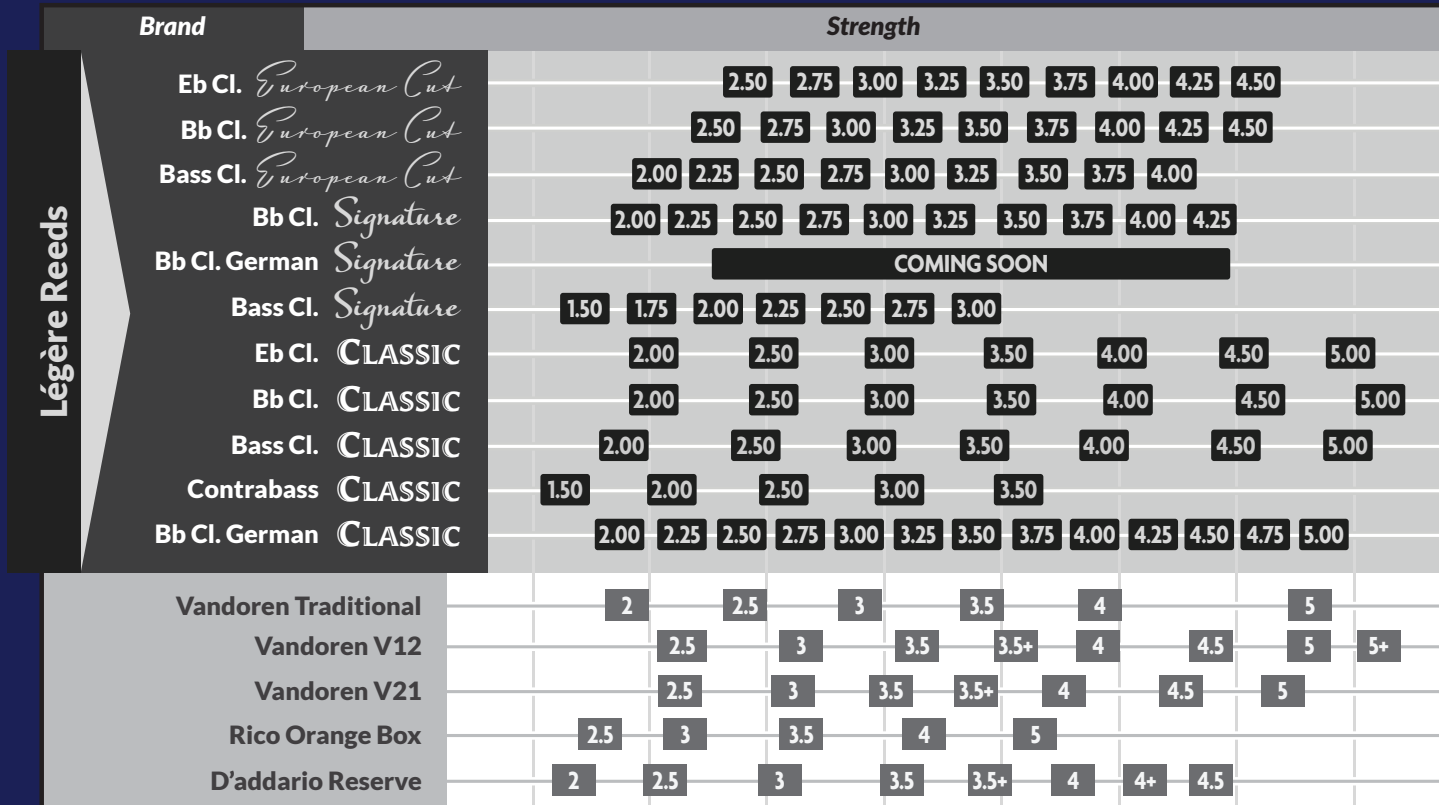 Brand Strength
Légère Reeds
Eb Cl. European Cut 2.50 2.75 3.00 3.25 3.50 3.75 4.00 4.25 4.50
Bb Cl. European Cut 2.50 2.75 3.00 3.25 3.50 3.75 4.00 4.25 4.50
Bass Cl. European Cut 2.00 2.25 2.50 2.75 3.00 3.25 3.50 3.75 4.00
Bb Cl. Signature 2.00 2.25 2.50 2.75 3.00 3.25 3.50 3.75 4.00 4.25
Bb Cl. German Signature COMING SOON
Bass Cl. Signature 1.50 1.75 2.00 2.25 2.50 2.75 3.00
Eb Cl. CLASSIC 2.00 2.50 3.00 3.50 4.00 4.50 5.00
Bb Cl. CLASSIC 2.00 2.50 3.00 3.50 4.00 4.50 5.00
Bass Cl. CLASSIC 2.00 2.50 3.00 3.50 4.00 4.50 5.00
Contrabass CLASSIC 1.50 2.00 2.50 3.00 3.50
Bb Cl. German CLASSIC 2.00 2.25 2.50 2.75 3.00 3.25 3.50 3.75 4.00 4.25 4.50 4.75 5.00
Vandoren Traditional 2 2.5 3 3.5 4 5
Vandoren V12 2.5 3 3.5 3.5+ 4 4.5 5 5+
Vandoren V21 2.5 3 3.5 3.5+ 4 4.5 5
Rico Orange Box 2.5 3 3.5 4 5
D’addario Reserve 2 2.5 3 3.5 3.5+ 4 4+ 4.5